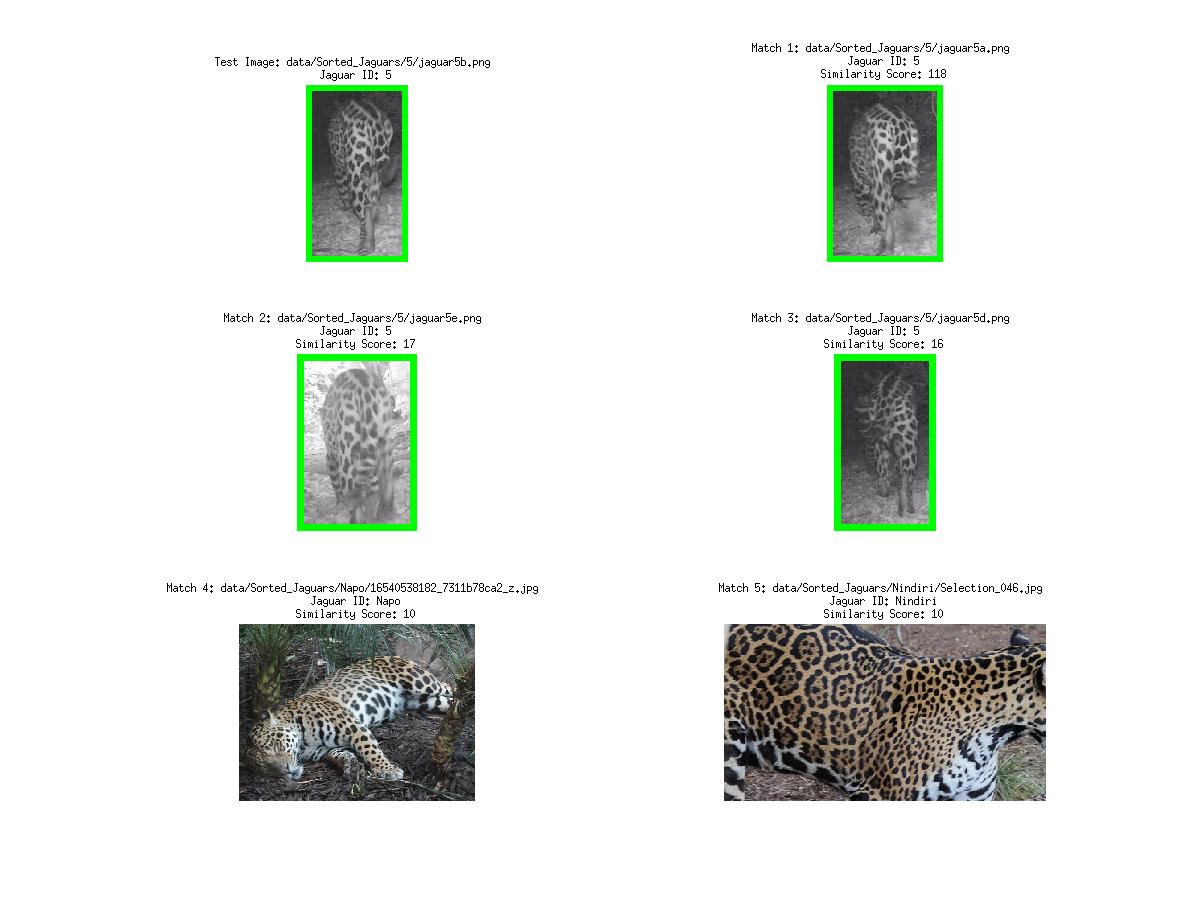 Test Image: data/Sorted_Jaguars/5/jaguar5b.png
Jaguar ID: 5
Match 1: data/Sorted_Jaguars/5/jaguar5a.png
Jaguar ID: 5
Similarity Score: 118
Match 2: data/Sorted_Jaguars/5/jaguar5e.png
Jaguar ID: 5
Similarity Score: 17
Match 3: data/Sorted_Jaguars/5/jaguar5d.png
Jaguar ID: 5
Similarity Score: 16
Match 4: data/Sorted_Jaguars/Napo/16540538182_7311b78ca2_z.jpg
Jaguar ID: Napo
Similarity Score: 10
Match 5: data/Sorted_Jaguars/Nindiri/Selection_046.jpg
Jaguar ID: Nindiri
Similarity Score: 10